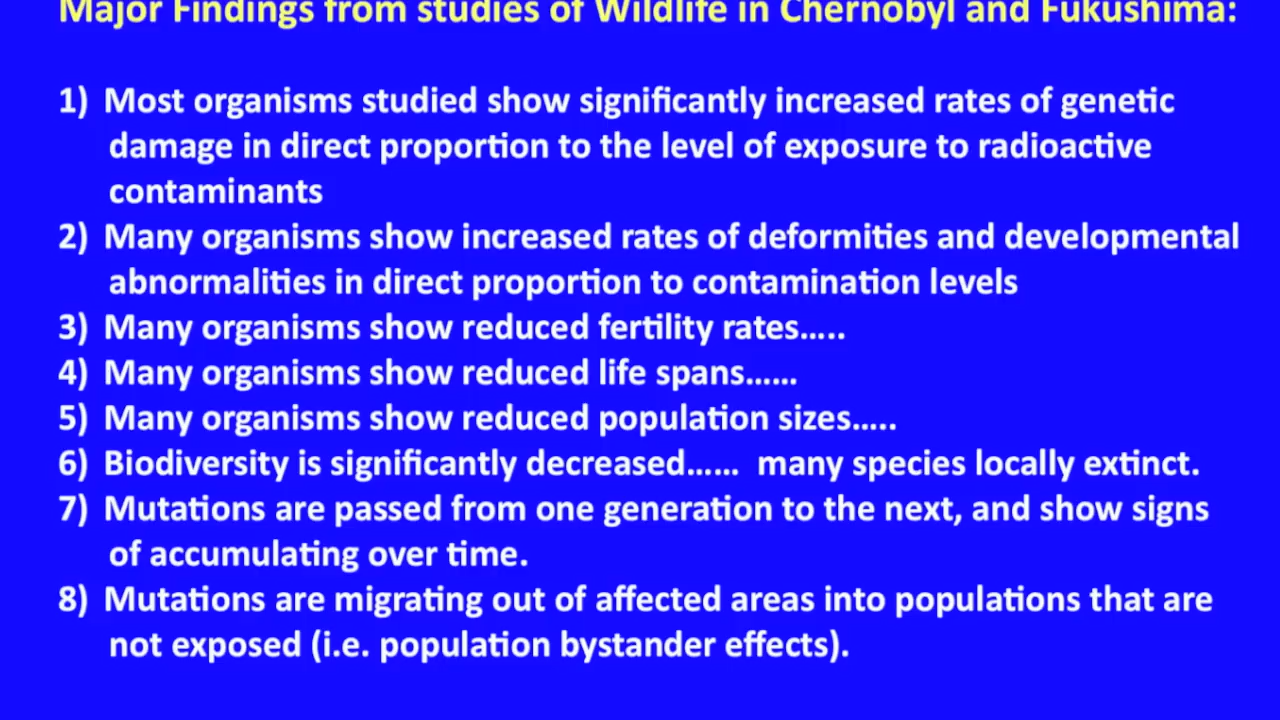 Major Findings from studies of Wildlife in Chernobyl and Fukushima:
1) Most organisms studied show significantly increased rates of genetic
damage in direct proportion to the level of exposure to radioactive
contaminants
2) Many organisms show increased rates of deformities and developmental
abnormalities in direct proportion to contamination levels
3) Many organisms show reduced fertility rates.....
4) Many organisms show reduced life spans......
5) Many organisms show reduced population sizes.....
6) Biodiversity is significantly decreased...... many species locally extinct.
7) Mutations are passed from one generation to the next, and show signs
of accumulating over time.
8) Mutations are migrating out of affected areas into populations that are
not exposed (i.e. population bystander effects).